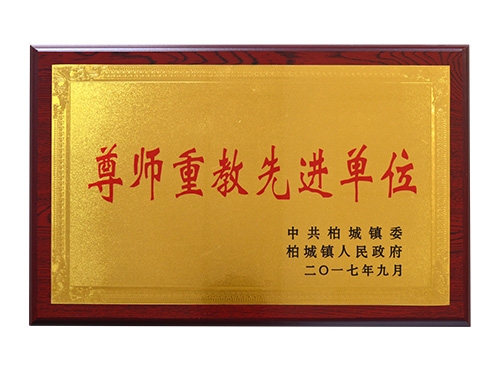 尊师重教先进单位
中共柏城镇委
柏城镇人民政府
二〇一七年九月